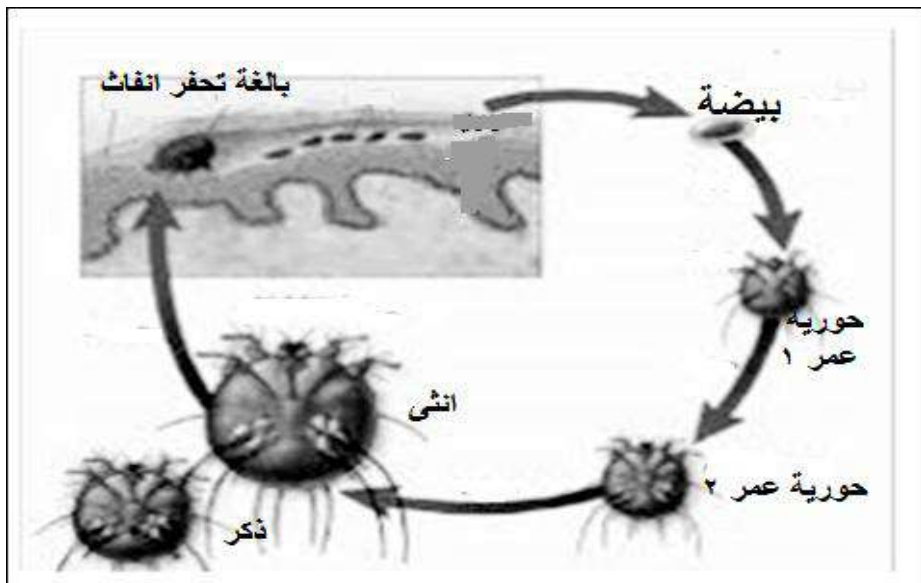 بالغة تحفر انفاث
بيضة
حورية
عمر ١
حورية عمر ٢
انثى
ذكر